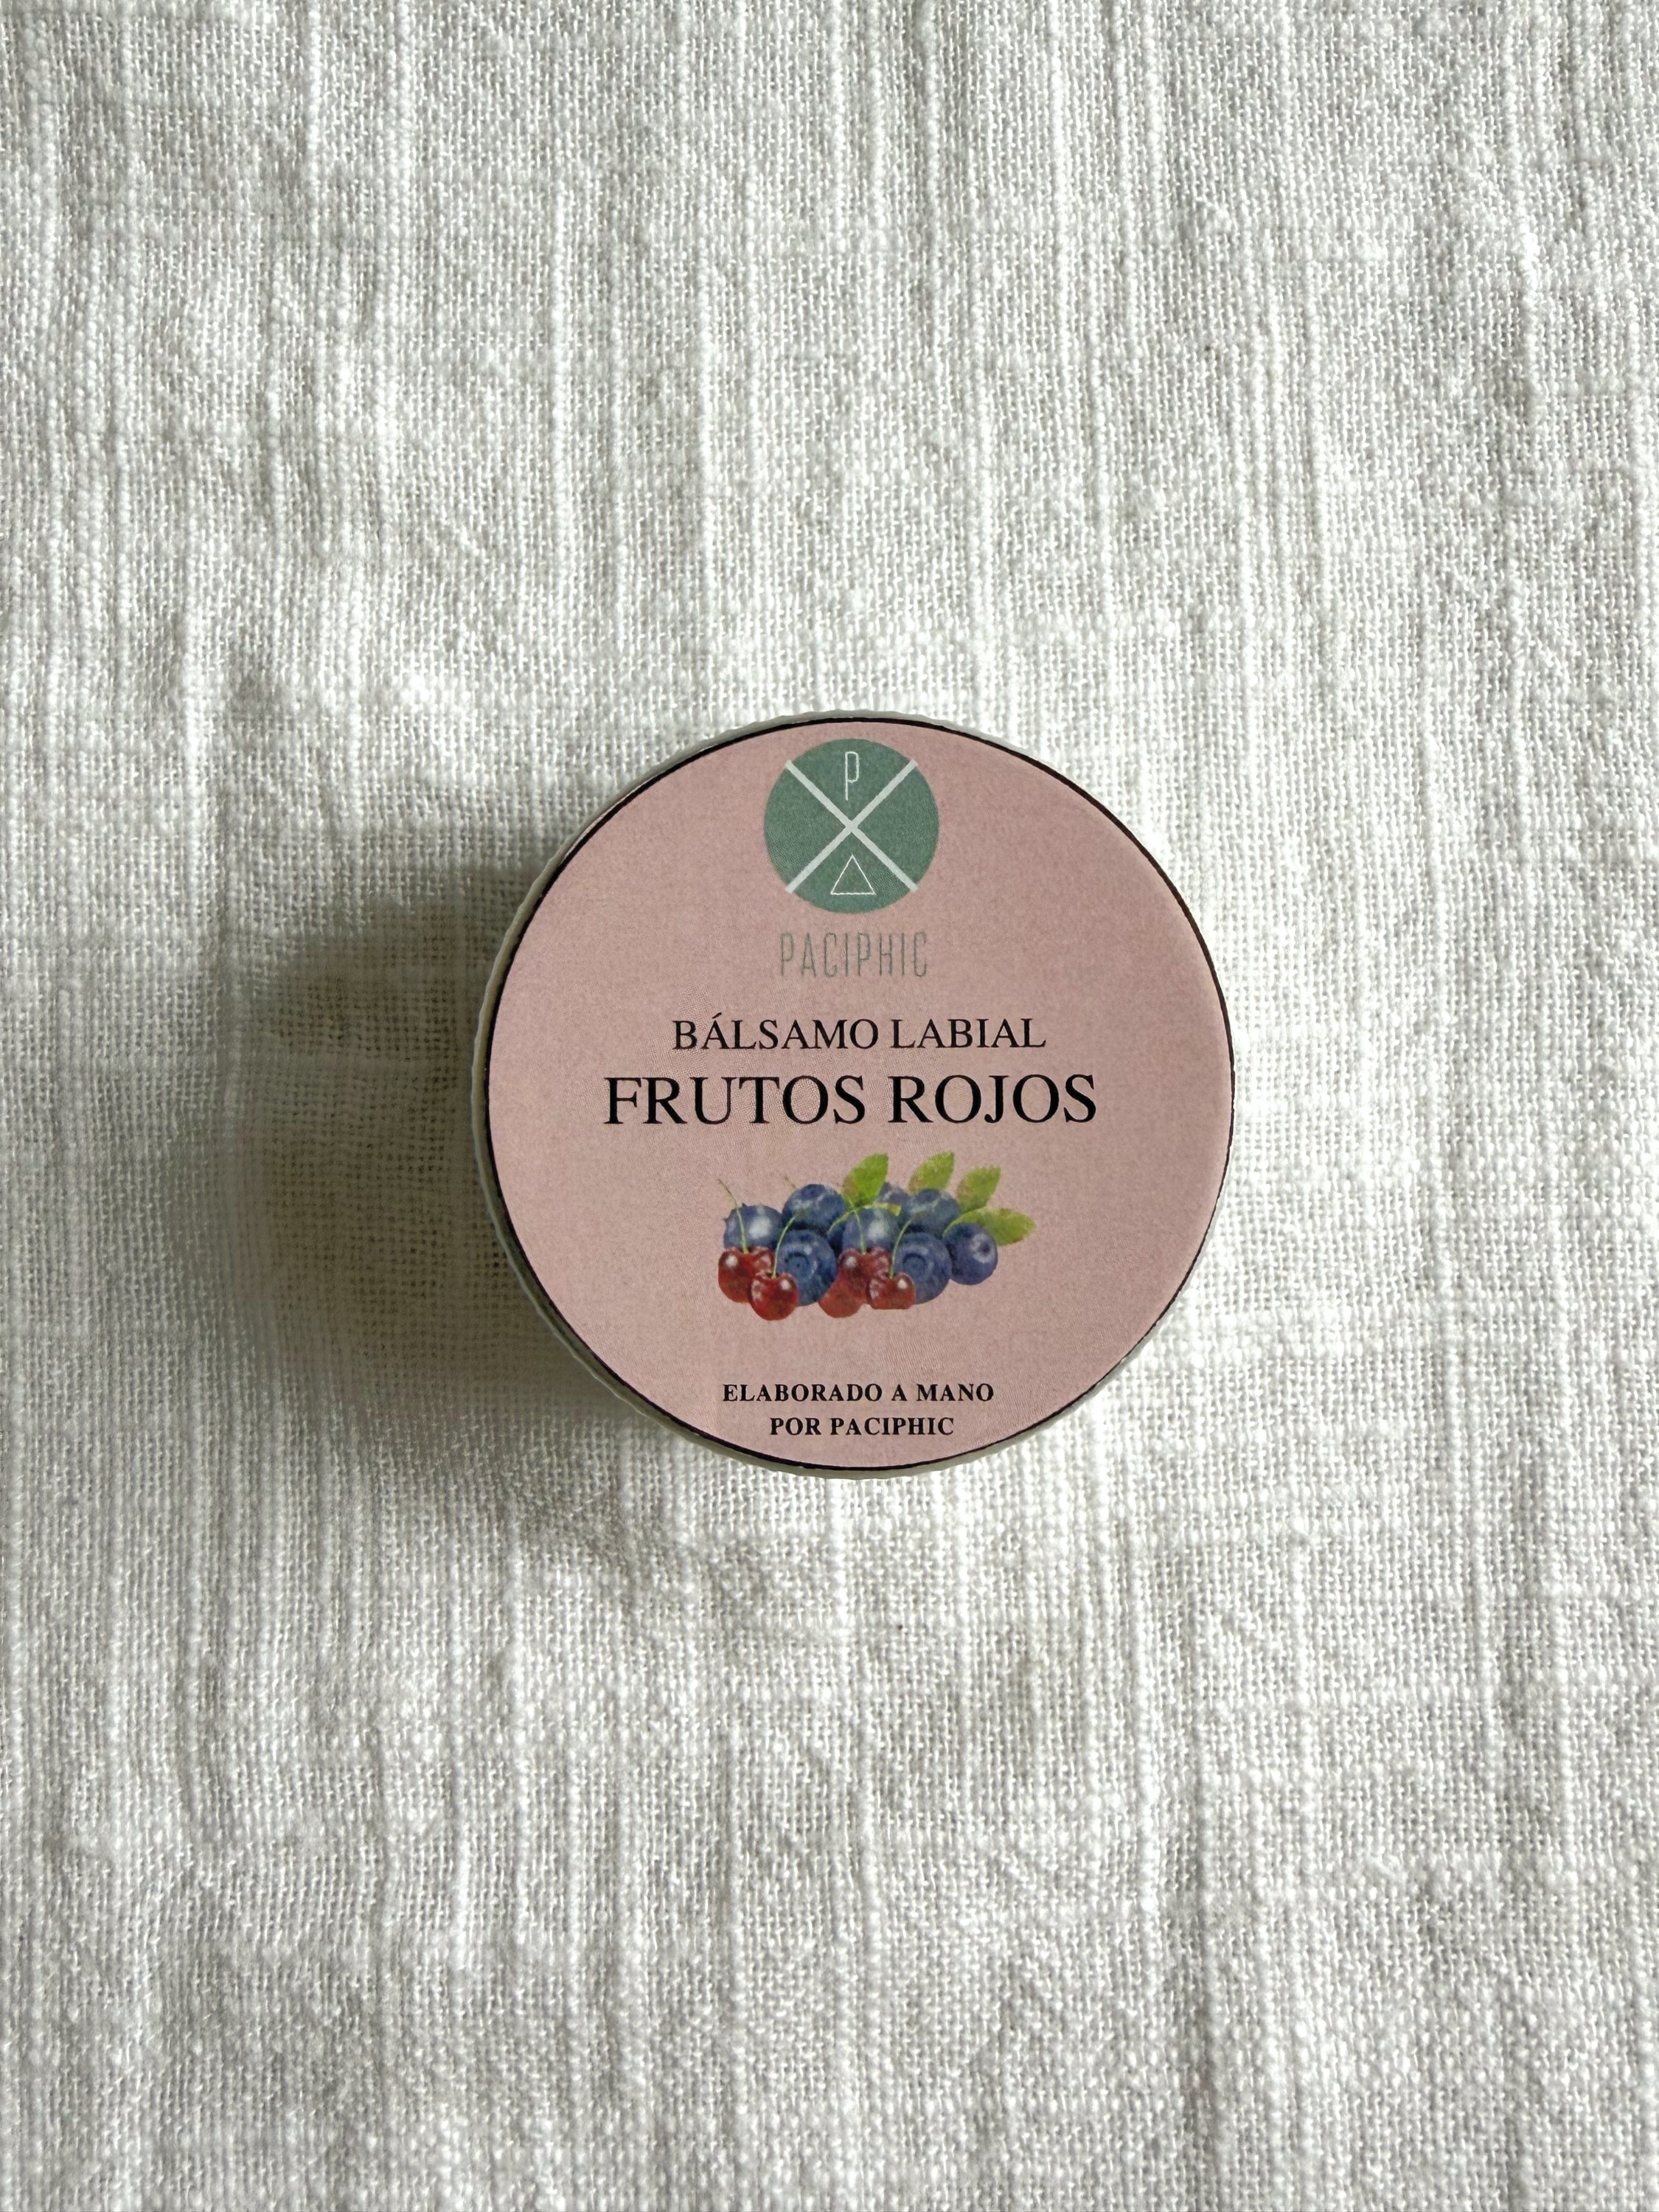 P
PACIPHIC
BÁLSAMO LABIAL
FRUTOS ROJOS
ELABORADO A MANO
POR PACIPHIC